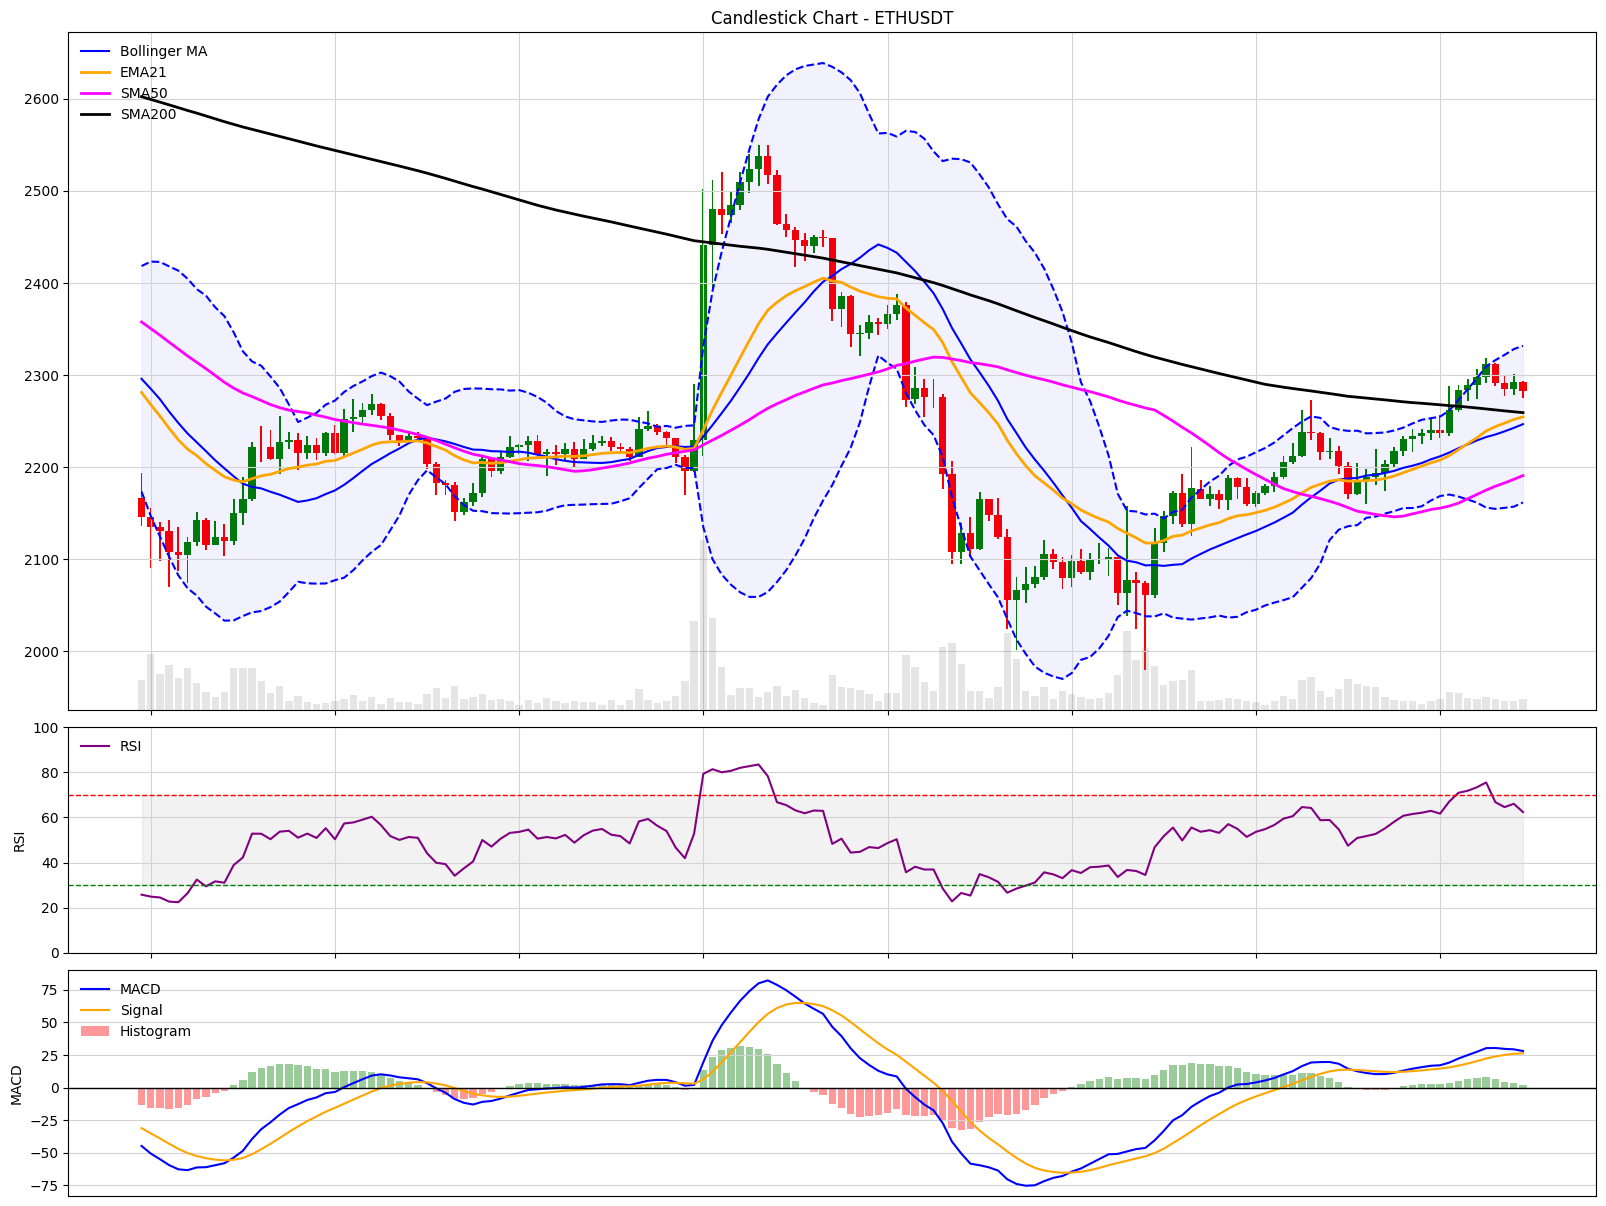 Candlestick Chart - ETHUSDT
Bollinger MA
EMA21
SMA50
SMA200
2600
2500
2400
2300
2200
2100
2000
RSI
100
80
60
40
20
0
RSI
MACD
Signal
Histogram
75
50
25
0
−25
−50
−75
MACD